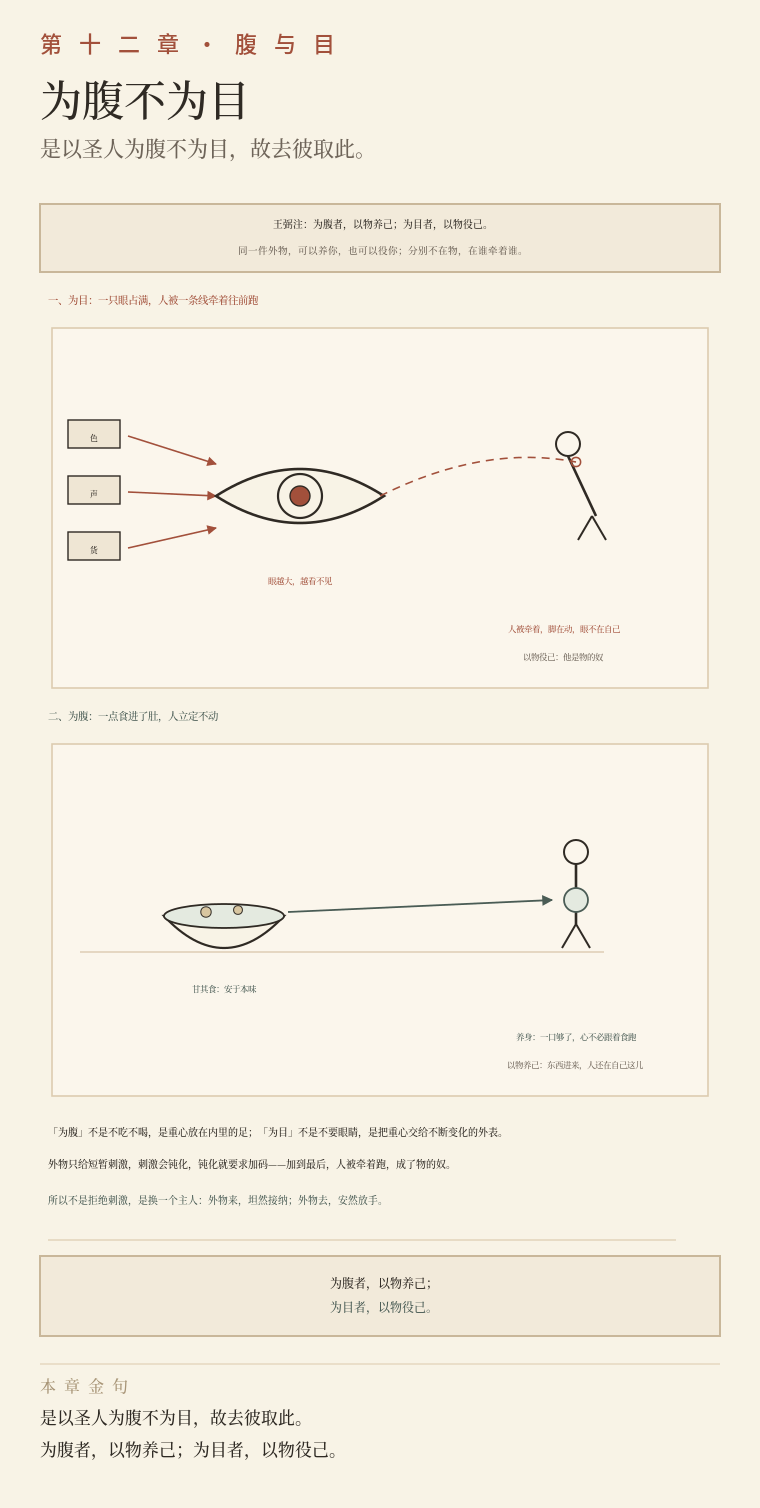 第十二章·腹与目
为腹不为目
是以圣人为腹不为目，故去彼取此。
王弼注：为腹者，以物养己；为目者，以物役己。
同一件外物，可以养你，也可以役你；分别不在物，在谁牵着谁。
一、为目：一只眼占满，人被一条线牵着往前跑
色
声
货
眼越大，越看不见
人被牵着，脚在动，眼不在自己
以物役己：他是物的奴
二、为腹：一点食进了肚，人立定不动
甘其食：安于本味
养身：一口够了，心不必跟着食跑
以物养己：东西进来，人还在自己这儿
「为腹」不是不吃不喝，是重心放在内里的足；「为目」不是不要眼睛，是把重心交给不断变化的外表。
外物只给短暂刺激，刺激会钝化，钝化就要求加码——加到最后，人被牵着跑，成了物的奴。
所以不是拒绝刺激，是换一个主人：外物来，坦然接纳；外物去，安然放手。
为腹者，以物养己；
为目者，以物役己。
本章金句
是以圣人为腹不为目，故去彼取此。
为腹者，以物养己；为目者，以物役己。